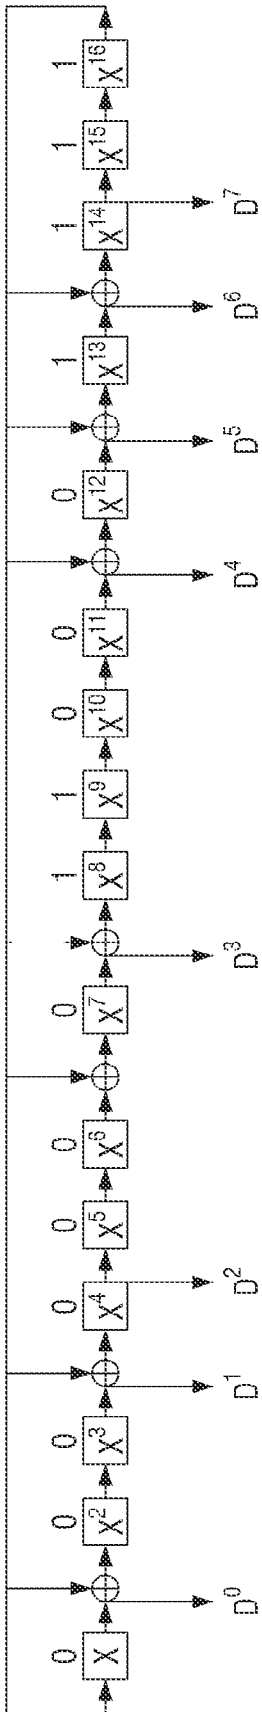 0 0 0 0 0 0 0 1 1 0 0 0 1 1 1 1
X X² X³ X⁴ X⁵ X⁶ X⁷ X⁸ X⁹ X¹⁰ X¹¹ X¹² X¹³ X¹⁴ X¹⁵ X¹⁶
D⁰ D¹ D² D³ D⁴ D⁵ D⁶ D⁷